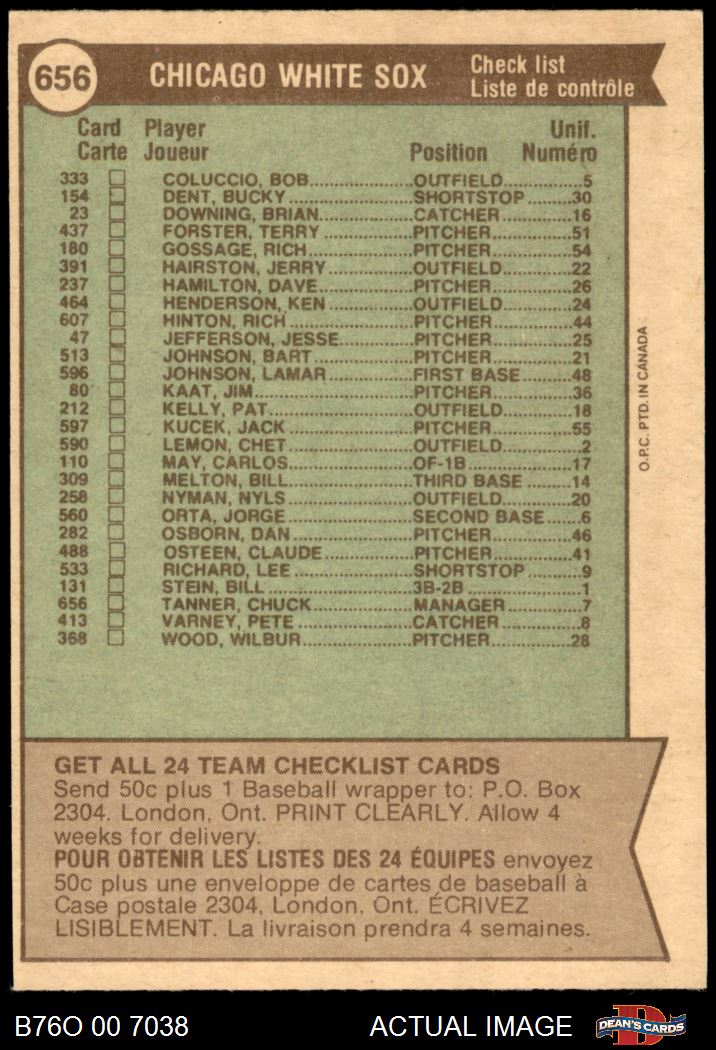 656 CHICAGO WHITE SOX Check list
Liste de contrôle
Card Player Unif.
Carte Joueur Position Numéro
333 COLUCCIO, BOB OUTFIELD 5
154 DENT, BUCKY SHORTSTOP 30
23 DOWNING, BRIAN CATCHER 16
437 FORSTER, TERRY PITCHER 51
180 GOSSAGE, RICH PITCHER 54
391 HAIRSTON, JERRY OUTFIELD 22
237 HAMILTON, DAVE PITCHER 26
464 HENDERSON, KEN OUTFIELD 24
607 HINTON, RICH PITCHER 44
47 JEFFERSON, JESSE PITCHER 25
513 JOHNSON, BART PITCHER 21
596 JOHNSON, LAMAR FIRST BASE 48
80 KAAT, JIM PITCHER 36
212 KELLY, PAT OUTFIELD 18
597 KUCEK, JACK PITCHER 55
590 LEMON, CHET OUTFIELD 2
110 MAY, CARLOS OF-1B 17
309 MELTON, BILL THIRD BASE 14
258 NYMAN, NYLS OUTFIELD 20
560 ORTA, JORGE SECOND BASE 6
282 OSBORN, DAN PITCHER 46
488 OSTEEN, CLAUDE PITCHER 41
533 RICHARD, LEE SHORTSTOP 9
131 STEIN, BILL 3B-2B 1
656 TANNER, CHUCK MANAGER 7
413 VARNEY, PETE CATCHER 8
368 WOOD, WILBUR PITCHER 28
O.P.C. PTD. IN CANADA
GET ALL 24 TEAM CHECKLIST CARDS
Send 50c plus 1 Baseball wrapper to: P.O. Box
2304. London, Ont. PRINT CLEARLY. Allow 4
weeks for delivery.
POUR OBTENIR LES LISTES DES 24 ÉQUIPES envoyez
50c plus une enveloppe de cartes de baseball à
Case postale 2304, London, Ont. ÉCRIVEZ
LISIBLEMENT. La livraison prendra 4 semaines.
B76O 00 7038 ACTUAL IMAGE DEAN'S CARDS